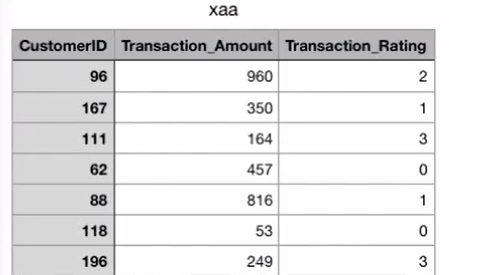 xaa
CustomerID Transaction_Amount Transaction_Rating
96 960 2
167 350 1
111 164 3
62 457 0
88 816 1
118 53 0
196 249 3